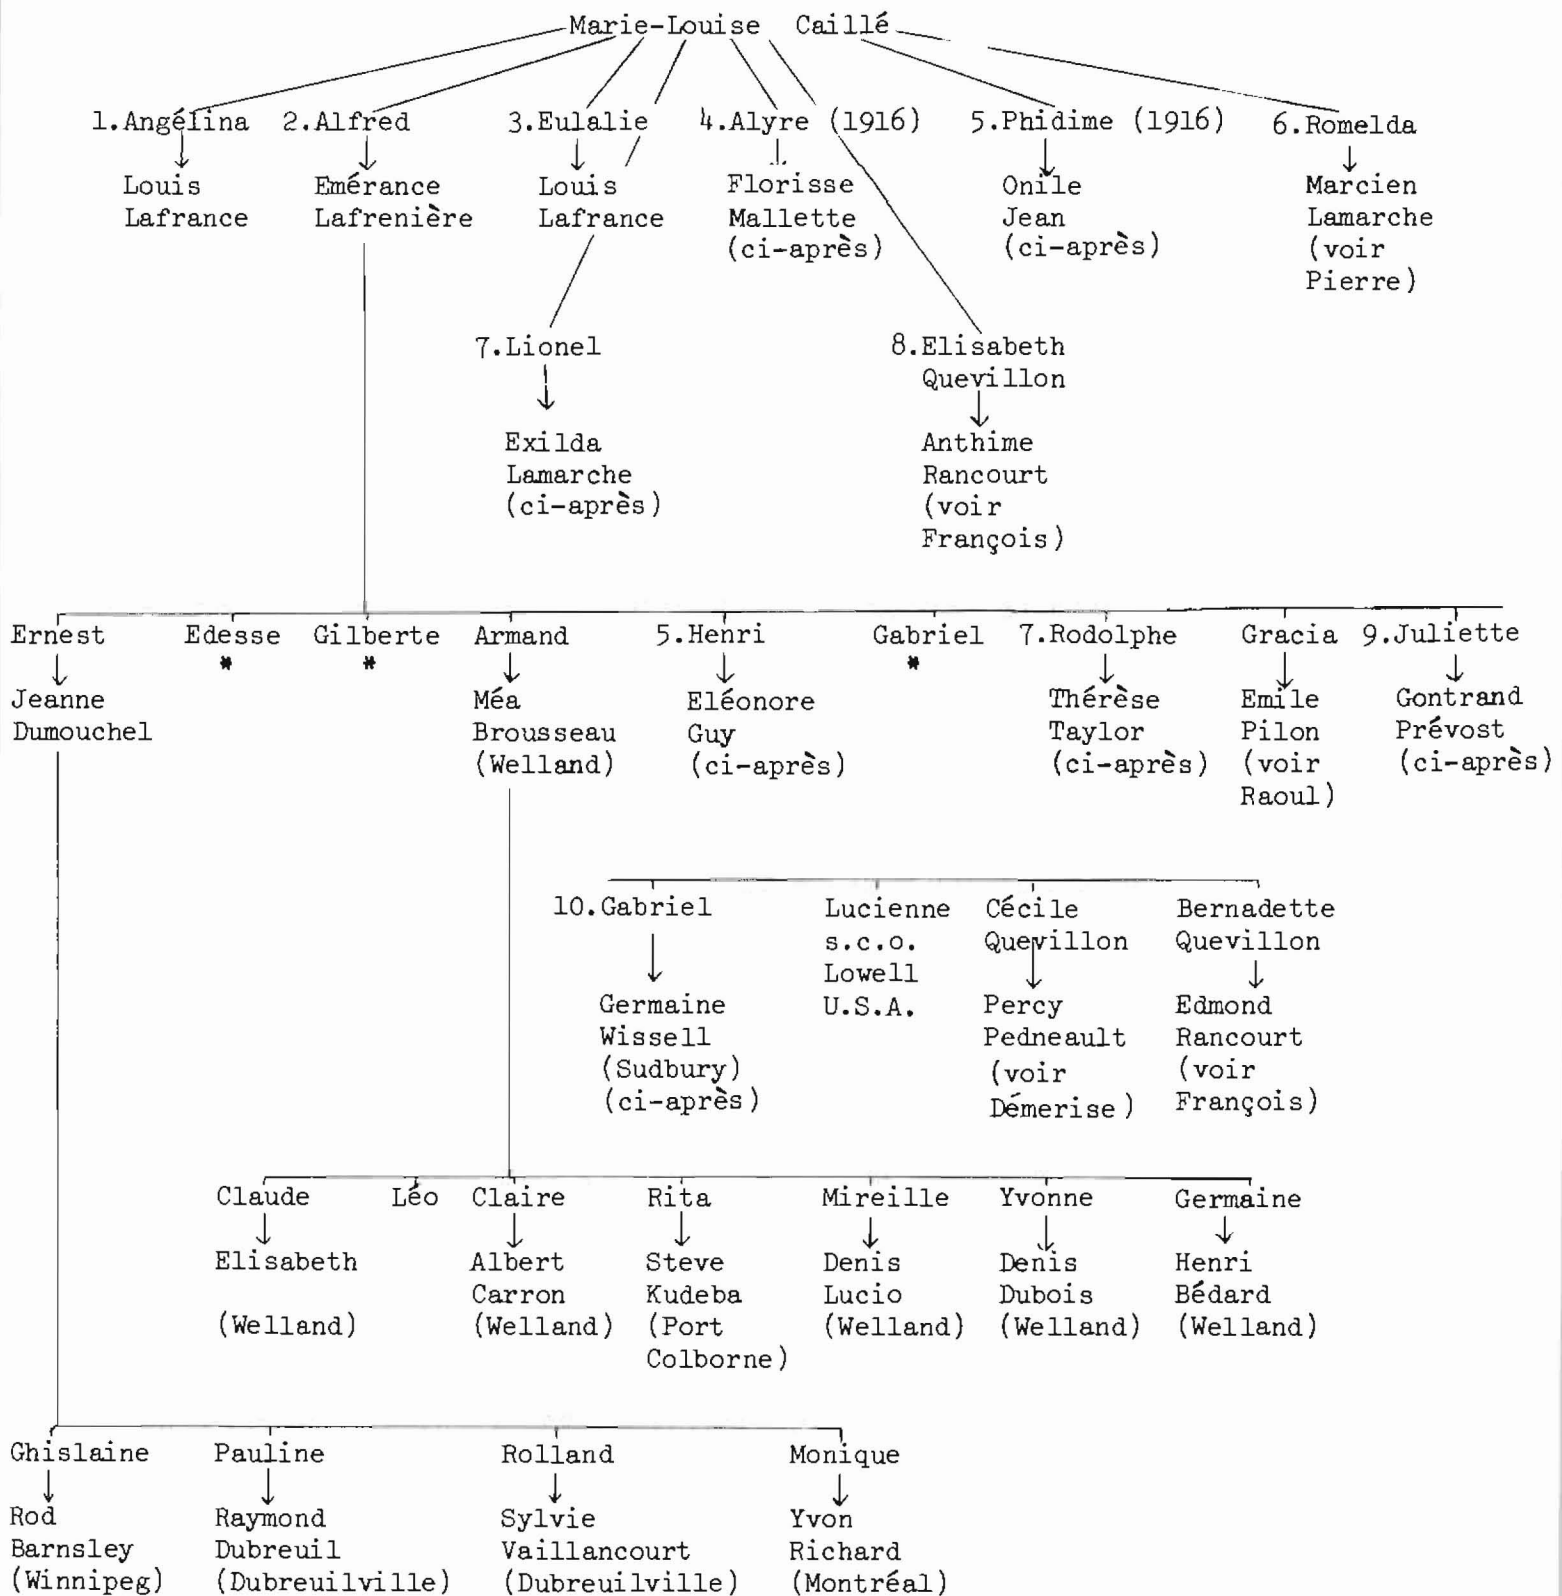 Marie-Louise Caillé
1.Angélina 2.Alfred 3.Eulalie 4.Alyre (1916) 5.Phidime (1916) 6.Romelda
Louis Emérance Louis Florisse Onile Marcien
Lafrance Lafrenière Lafrance Mallette Jean Lamarche
(ci-après) (ci-après) (voir
Pierre)
7.Lionel 8.Elisabeth
Quevillon
Exilda Anthime
Lamarche Rancourt
(ci-après) (voir
François)
Ernest Edesse Gilberte Armand 5.Henri Gabriel 7.Rodolphe Gracia 9.Juliette
* * *
Jeanne Méa Eléonore Thérèse Emile Gontrand
Dumouchel Brousseau Guy Taylor Pilon Prévost
(Welland) (ci-après) (ci-après) (voir (ci-après)
Raoul)
10.Gabriel Lucienne Cécile Bernadette
s.c.o. Quevillon Quevillon
Lowell
Germaine U.S.A. Percy Edmond
Wissell Pedneault Rancourt
(Sudbury) (voir (voir
(ci-après) Démerise) François)
Claude Léo Claire Rita Mireille Yvonne Germaine
Elisabeth Albert Steve Denis Denis Henri
Carron Kudeba Lucio Dubois Bédard
(Welland) (Welland) (Port (Welland) (Welland) (Welland)
Colborne)
Ghislaine Pauline Rolland Monique
Rod Raymond Sylvie Yvon
Barnsley Dubreuil Vaillancourt Richard
(Winnipeg) (Dubreuilville) (Dubreuilville) (Montréal)